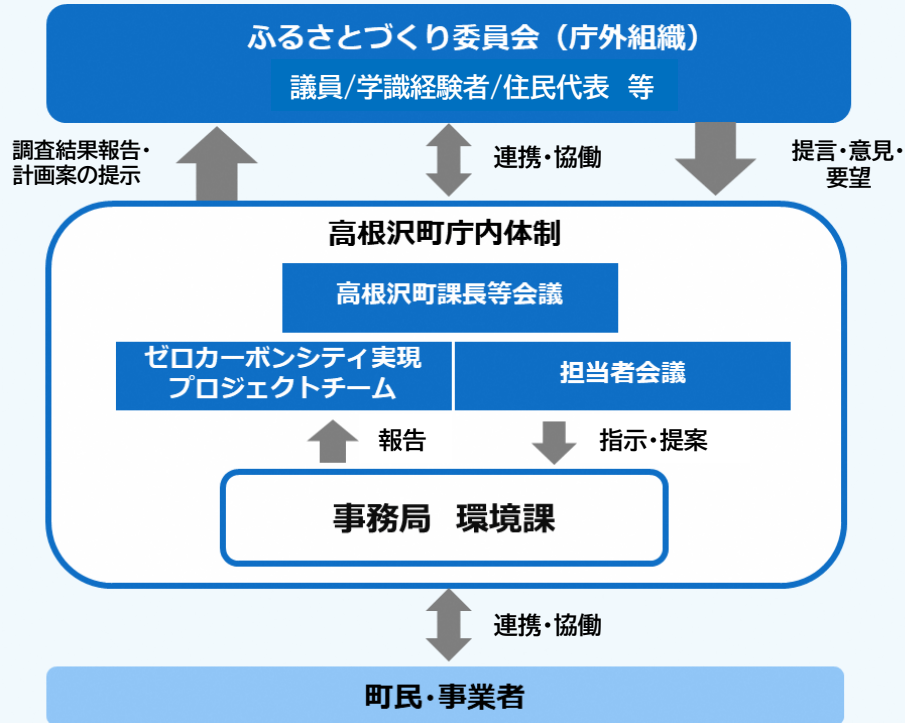 ふるさとづくり委員会（庁外組織）
議員/学識経験者/住民代表 等
調査結果報告・
計画案の提示
連携・協働
提言・意見・
要望
高根沢町庁内体制
高根沢町課長等会議
ゼロカーボンシティ実現
プロジェクトチーム
担当者会議
報告
指示・提案
事務局 環境課
連携・協働
町民・事業者